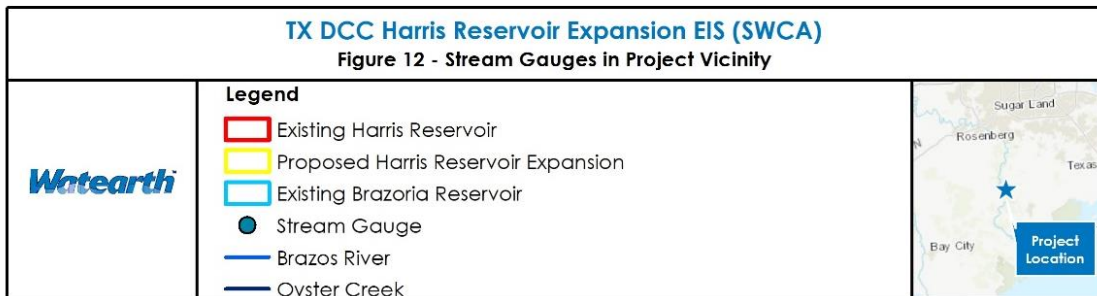 TX DCC Harris Reservoir Expansion EIS (SWCA)
Figure 12 - Stream Gauges in Project Vicinity
Watearth
Legend
Existing Harris Reservoir
Proposed Harris Reservoir Expansion
Existing Brazoria Reservoir
Stream Gauge
Brazos River
Oyster Creek
Sugar Land
Rosenberg
Texas
Bay City
Project
Location